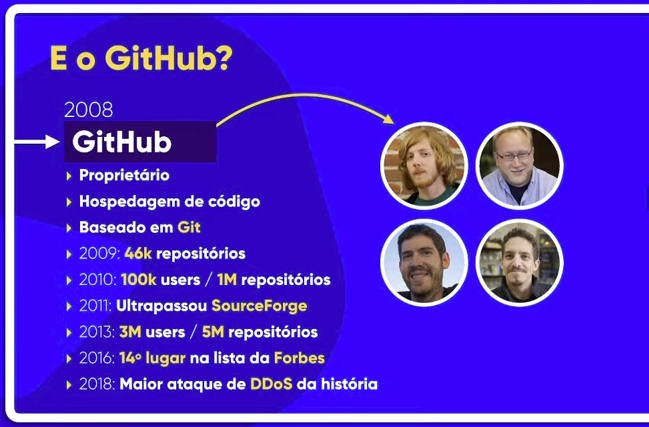 E o GitHub?
2008
GitHub
Proprietário
Hospedagem de código
Baseado em Git
2009: 46k repositórios
2010: 100k users / 1M repositórios
2011: Ultrapassou SourceForge
2013: 3M users / 5M repositórios
2016: 14º lugar na lista da Forbes
2018: Maior ataque de DDoS da história